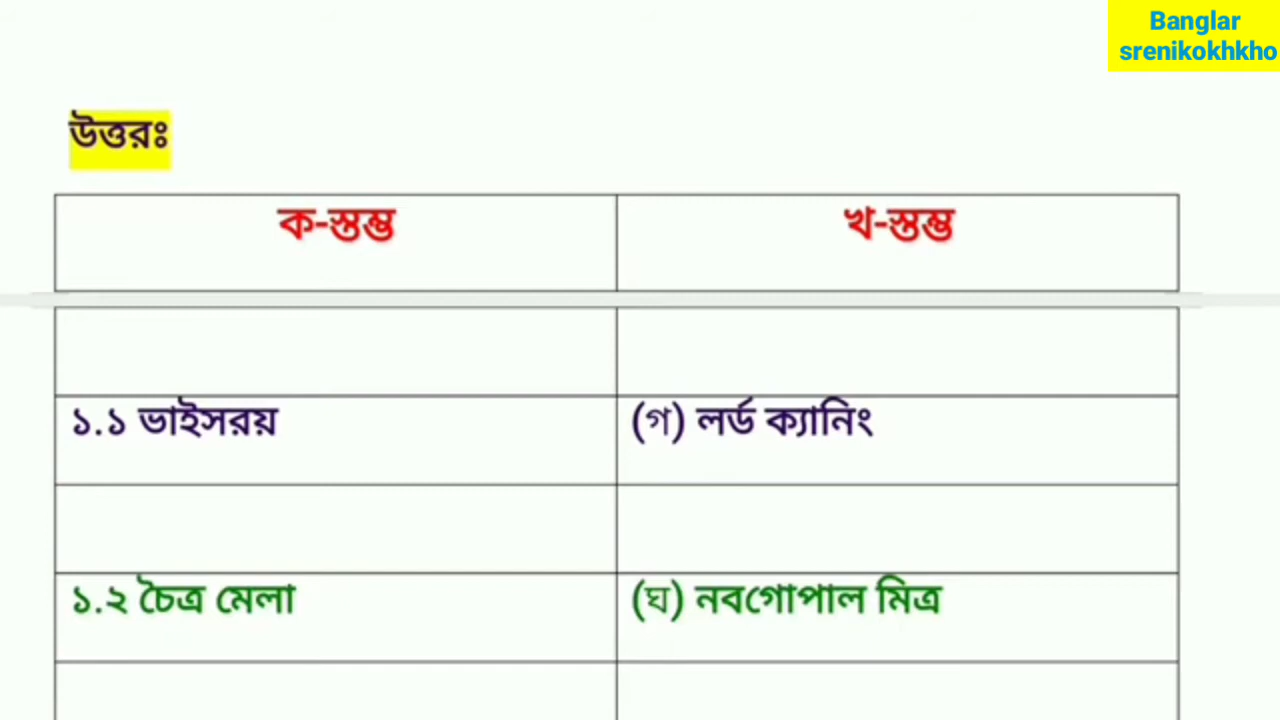 Banglar
srenikokhkho
উত্তরঃ
ক-স্তম্ভ খ-স্তম্ভ
১.১ ভাইসরয় (গ) লর্ড ক্যানিং
১.২ চৈত্র মেলা (ঘ) নবগোপাল মিত্র